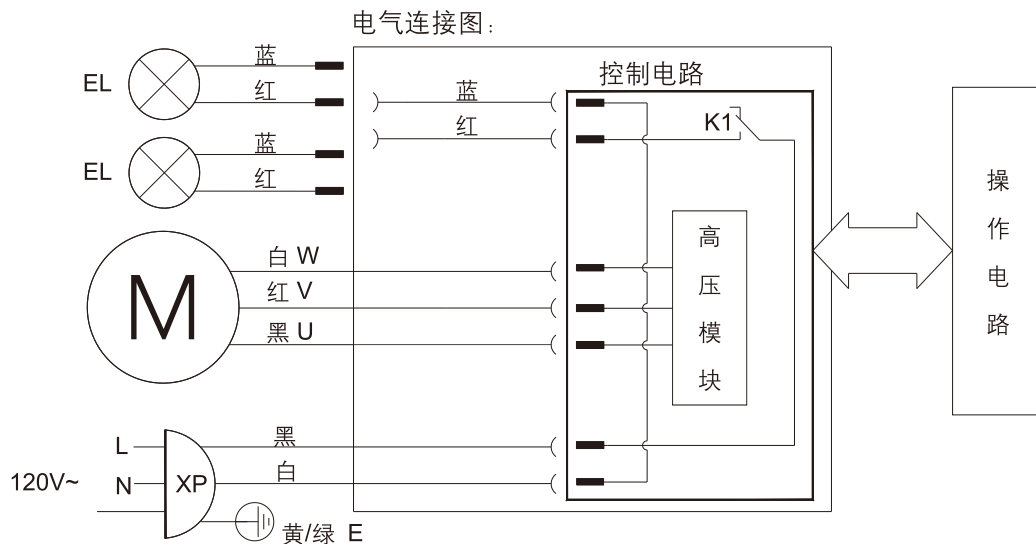 电气连接图：
EL
蓝
红
控制电路
蓝
红
K1
EL
蓝
红
高压模块
操作电路
M
白 W
红 V
黑 U
120V~
L
N
XP
黑
白
黄/绿 E